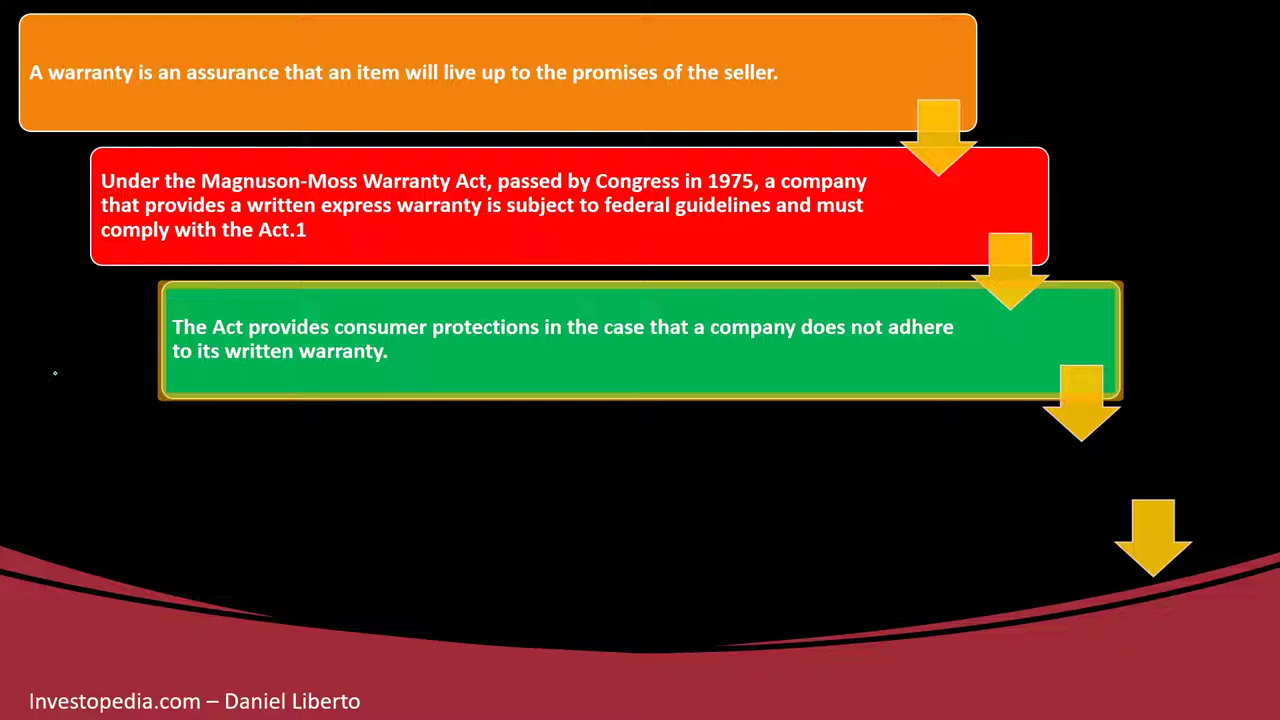 A warranty is an assurance that an item will live up to the promises of the seller.
Under the Magnuson-Moss Warranty Act, passed by Congress in 1975, a company
that provides a written express warranty is subject to federal guidelines and must
comply with the Act.1
The Act provides consumer protections in the case that a company does not adhere
to its written warranty.
Investopedia.com – Daniel Liberto